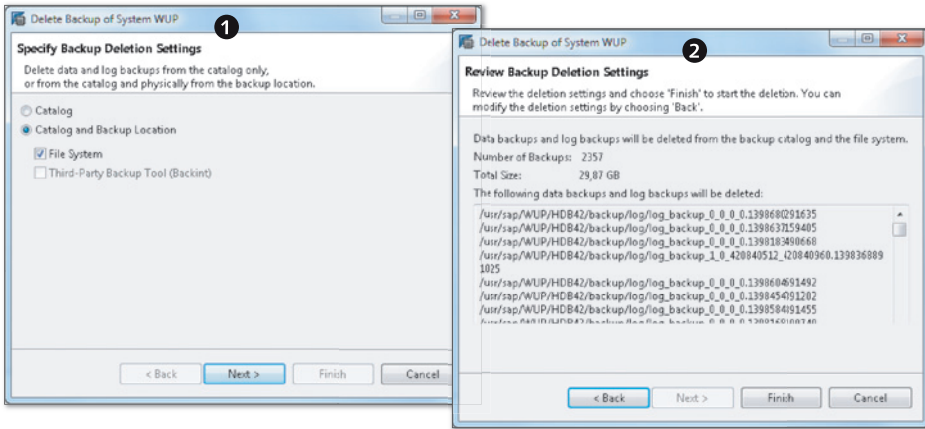 Delete Backup of System WUP
1
Specify Backup Deletion Settings
Delete data and log backups from the catalog only,
or from the catalog and physically from the backup location.
Catalog
Catalog and Backup Location
File System
Third-Party Backup Tool (Backint)
< Back
Next >
Finish
Cancel
Delete Backup of System WUP
2
Review Backup Deletion Settings
Review the deletion settings and choose 'Finish' to start the deletion. You can
modify the deletion settings by choosing 'Back'.
Data backups and log backups will be deleted from the backup catalog and the file system.
Number of Backups: 2357
Total Size: 29,87 GB
The following data backups and log backups will be deleted:
/usr/sap/WUP/HDB42/backup/log/log_backup_0_0_0_0.1398680291635
/usr/sap/WUP/HDB42/backup/log/log_backup_0_0_0_0.1398637159405
/usr/sap/WUP/HDB42/backup/log/log_backup_0_0_0_0.1398183490668
/usr/sap/WUP/HDB42/backup/log/log_backup_1_0_420840512_420840960.139836889
1025
/usr/sap/WUP/HDB42/backup/log/log_backup_0_0_0_0.1398604691492
/usr/sap/WUP/HDB42/backup/log/log_backup_0_0_0_0.1398454791202
/usr/sap/WUP/HDB42/backup/log/log_backup_0_0_0_0.1398584891455
< Back
Next >
Finish
Cancel